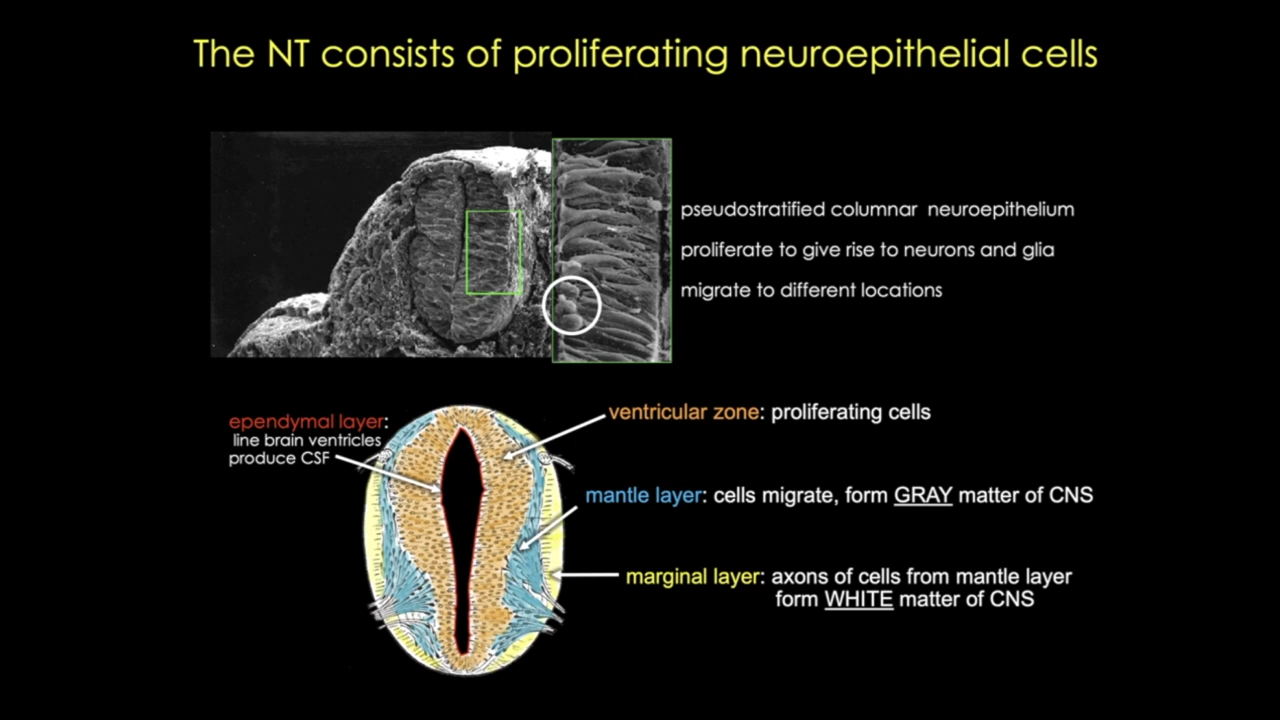 The NT consists of proliferating neuroepithelial cells
pseudostratified columnar neuroepithelium
proliferate to give rise to neurons and glia
migrate to different locations
ependymal layer:
line brain ventricles
produce CSF
ventricular zone: proliferating cells
mantle layer: cells migrate, form GRAY matter of CNS
marginal layer: axons of cells from mantle layer
form WHITE matter of CNS